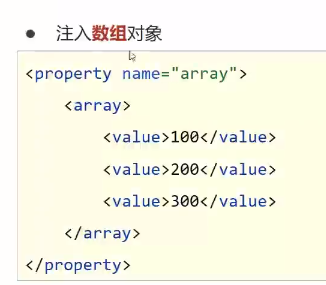 ● 注入数组对象
<property name="array">
    <array>
        <value>100</value>
        <value>200</value>
        <value>300</value>
    </array>
</property>